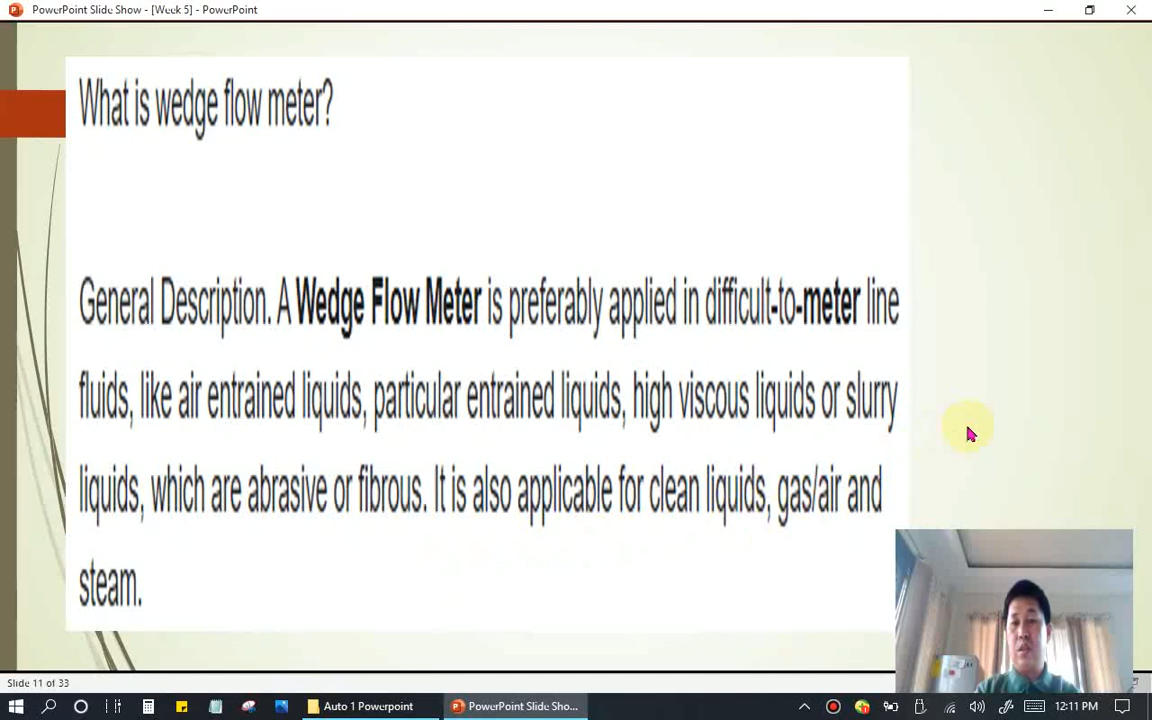 PowerPoint Slide Show - [Week 5] - PowerPoint
What is wedge flow meter?
General Description. A Wedge Flow Meter is preferably applied in difficult-to-meter line
fluids, like air entrained liquids, particular entrained liquids, high viscous liquids or slurry
liquids, which are abrasive or fibrous. It is also applicable for clean liquids, gas/air and
steam.
Slide 11 of 33
Auto 1 Powerpoint
PowerPoint Slide Sho...
12:11 PM